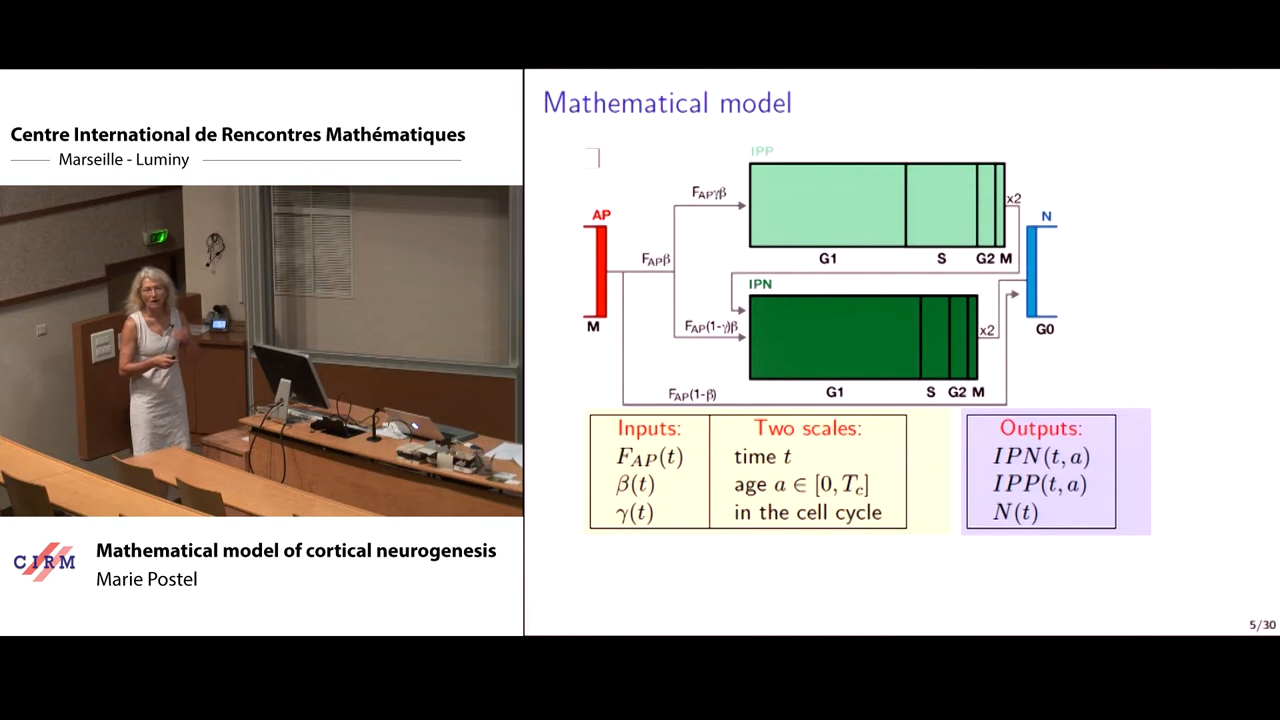 Centre International de Rencontres Mathématiques
Marseille - Luminy
CIRM
Mathematical model of cortical neurogenesis
Marie Postel
Mathematical model
IPP
F_APγβ
x2
AP
N
F_APβ
G1 S G2 M
IPN
F_AP(1-γ)β
x2
M
G0
F_AP(1-β)
G1 S G2 M
Inputs:
F_AP(t)
β(t)
γ(t)
Two scales:
time t
age a ∈ [0, T_c]
in the cell cycle
Outputs:
IPN(t, a)
IPP(t, a)
N(t)
5/30